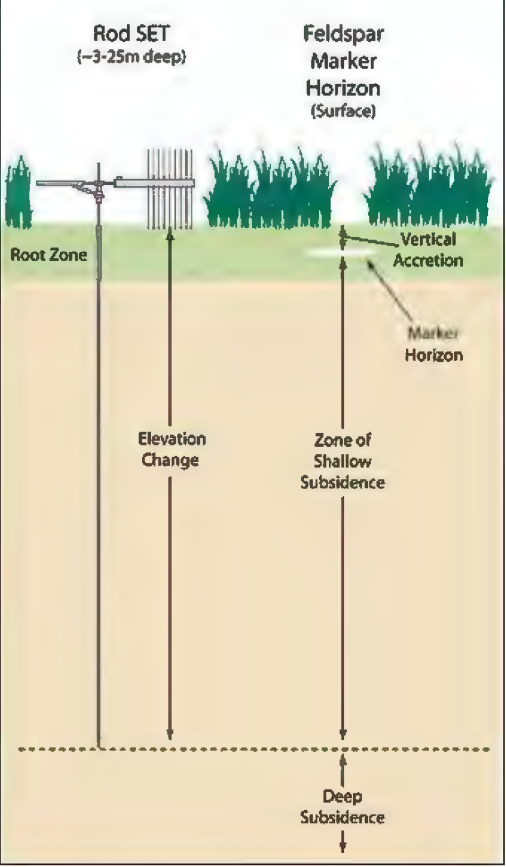 Rod SET
(~3-25m deep)
Feldspar
Marker
Horizon
(Surface)
Root Zone
Vertical
Accretion
Marker
Horizon
Elevation
Change
Zone of
Shallow
Subsidence
Deep
Subsidence